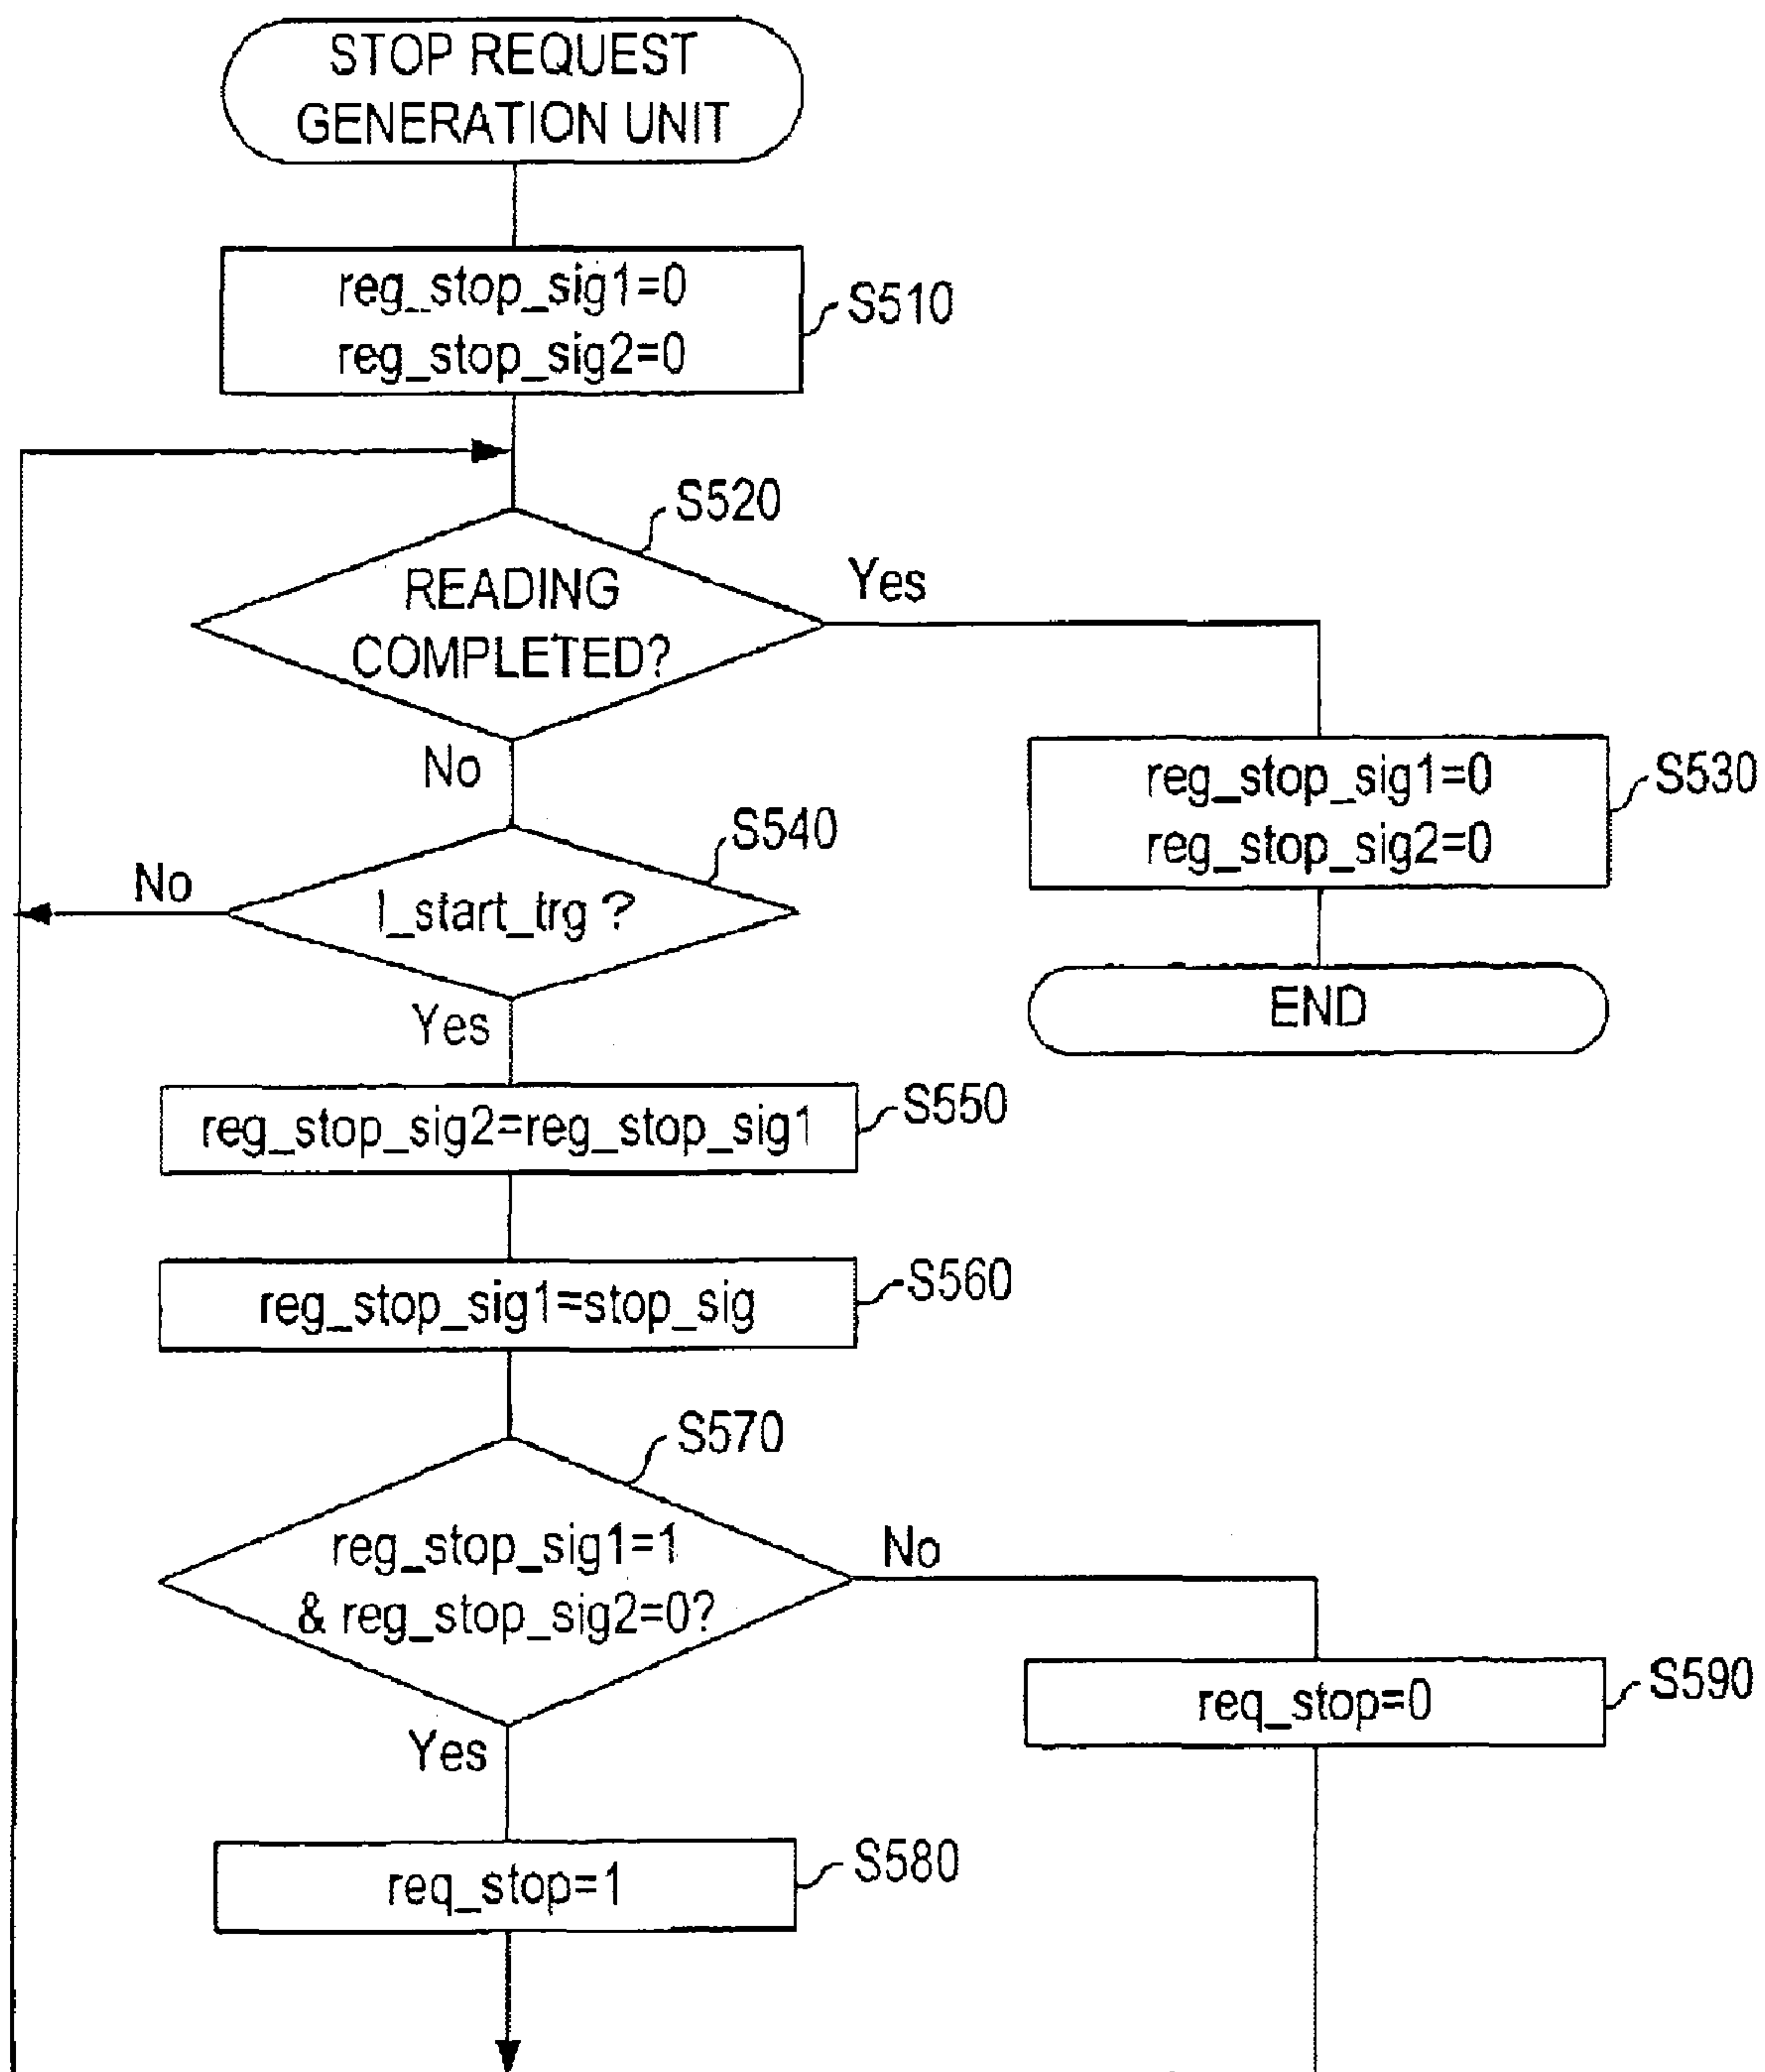 STOP REQUEST
GENERATION UNIT
reg_stop_sig1=0
reg_stop_sig2=0
S510
S520
READING
COMPLETED?
Yes
No
reg_stop_sig1=0
reg_stop_sig2=0
S530
END
S540
l_start_trg ?
No
Yes
reg_stop_sig2=reg_stop_sig1
S550
reg_stop_sig1=stop_sig
S560
S570
reg_stop_sig1=1
& reg_stop_sig2=0?
No
Yes
req_stop=0
S590
req_stop=1
S580